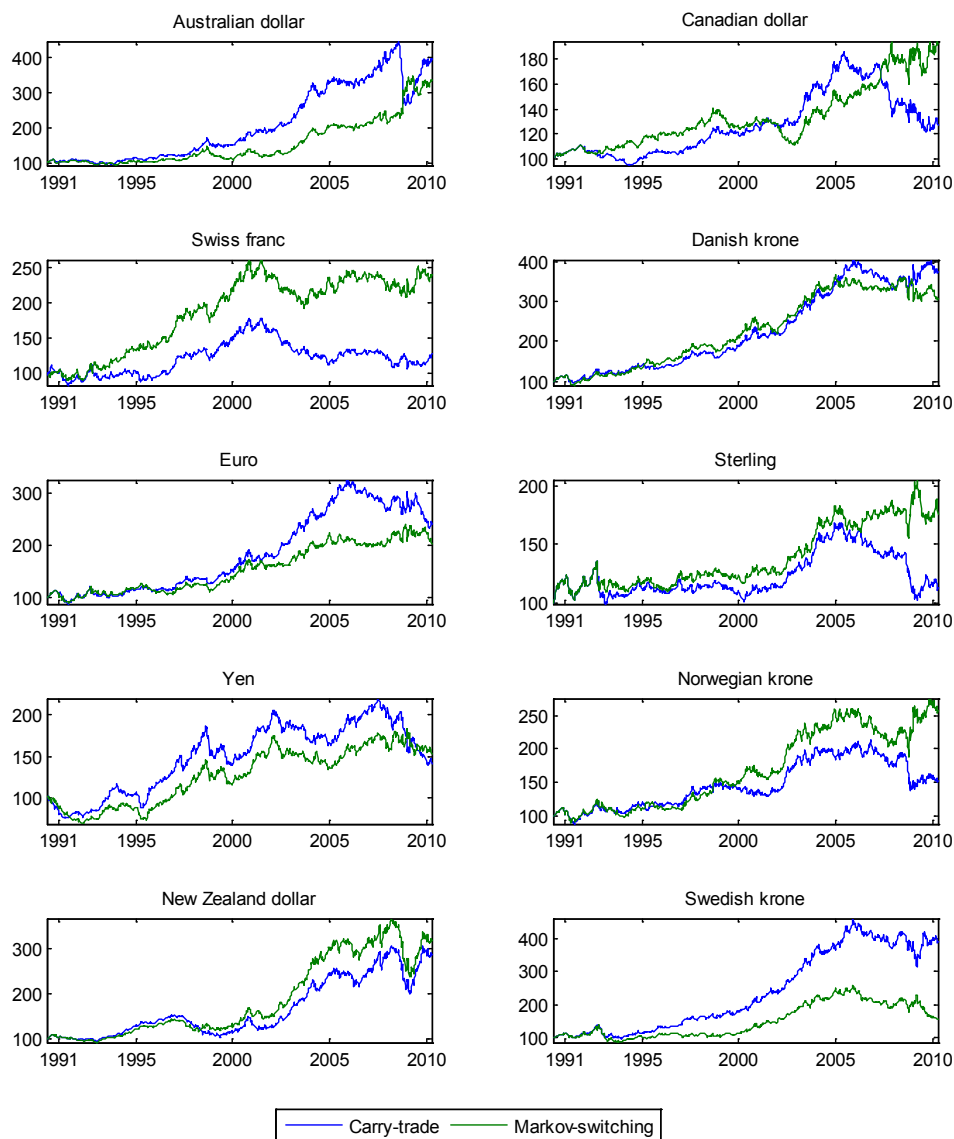 Australian dollar
400
300
200
100
1991 1995 2000 2005 2010
Canadian dollar
180
160
140
120
100
1991 1995 2000 2005 2010
Swiss franc
250
200
150
100
1991 1995 2000 2005 2010
Danish krone
400
300
200
100
1991 1995 2000 2005 2010
Euro
300
200
100
1991 1995 2000 2005 2010
Sterling
200
150
100
1991 1995 2000 2005 2010
Yen
200
150
100
1991 1995 2000 2005 2010
Norwegian krone
250
200
150
100
1991 1995 2000 2005 2010
New Zealand dollar
300
200
100
1991 1995 2000 2005 2010
Swedish krone
400
300
200
100
1991 1995 2000 2005 2010
Carry-trade Markov-switching